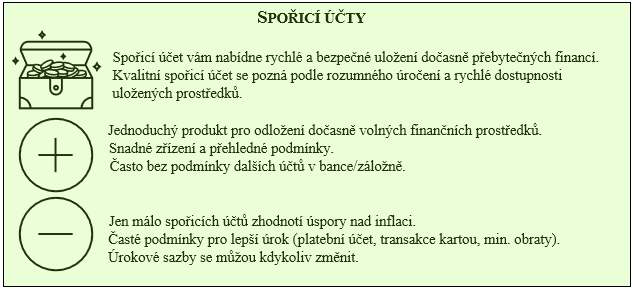 SPOŘICÍ ÚČTY
Spořicí účet vám nabídne rychlé a bezpečné uložení dočasně přebytečných financí.
Kvalitní spořicí účet se pozná podle rozumného úročení a rychlé dostupnosti
uložených prostředků.
Jednoduchý produkt pro odložení dočasně volných finančních prostředků.
Snadné zřízení a přehledné podmínky.
Často bez podmínky dalších účtů v bance/záložně.
Jen málo spořicích účtů zhodnotí úspory nad inflaci.
Časté podmínky pro lepší úrok (platební účet, transakce kartou, min. obraty).
Úrokové sazby se můžou kdykoliv změnit.